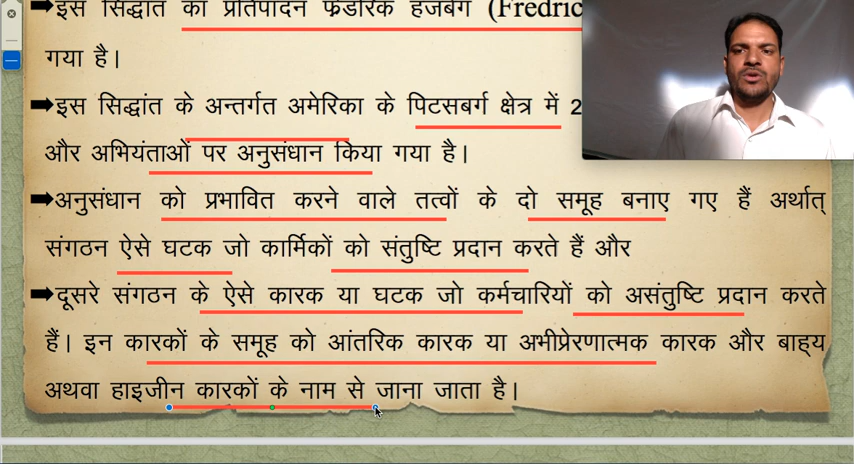 ➡इस सिद्धांत का प्रतिपादन फ्रेडरिक हर्जबर्ग (Fredric
गया है।
➡इस सिद्धांत के अन्तर्गत अमेरिका के पिटसबर्ग क्षेत्र में 2
और अभियंताओं पर अनुसंधान किया गया है।
➡अनुसंधान को प्रभावित करने वाले तत्वों के दो समूह बनाए गए हैं अर्थात्
संगठन ऐसे घटक जो कार्मिकों को संतुष्टि प्रदान करते हैं और
➡दूसरे संगठन के ऐसे कारक या घटक जो कर्मचारियों को असंतुष्टि प्रदान करते
हैं। इन कारकों के समूह को आंतरिक कारक या अभीप्रेरणात्मक कारक और बाह्य
अथवा हाइजीन कारकों के नाम से जाना जाता है।